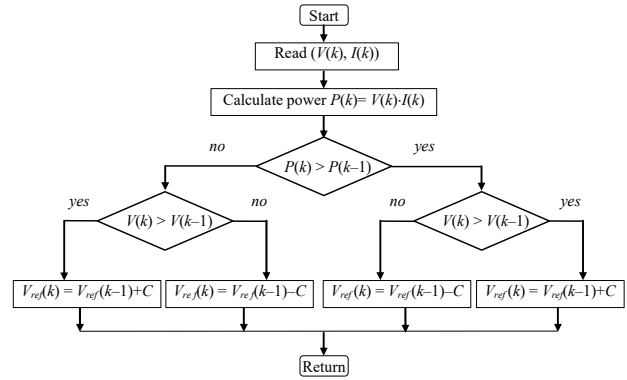 Start
Read (V(k), I(k))
Calculate power P(k)= V(k)·I(k)
no
yes
P(k) > P(k–1)
yes
no
no
yes
V(k) > V(k–1)
V(k) > V(k–1)
Vref(k) = Vref(k–1)+C
Vref(k) = Vref(k–1)–C
Vref(k) = Vref(k–1)–C
Vref(k) = Vref(k–1)+C
Return